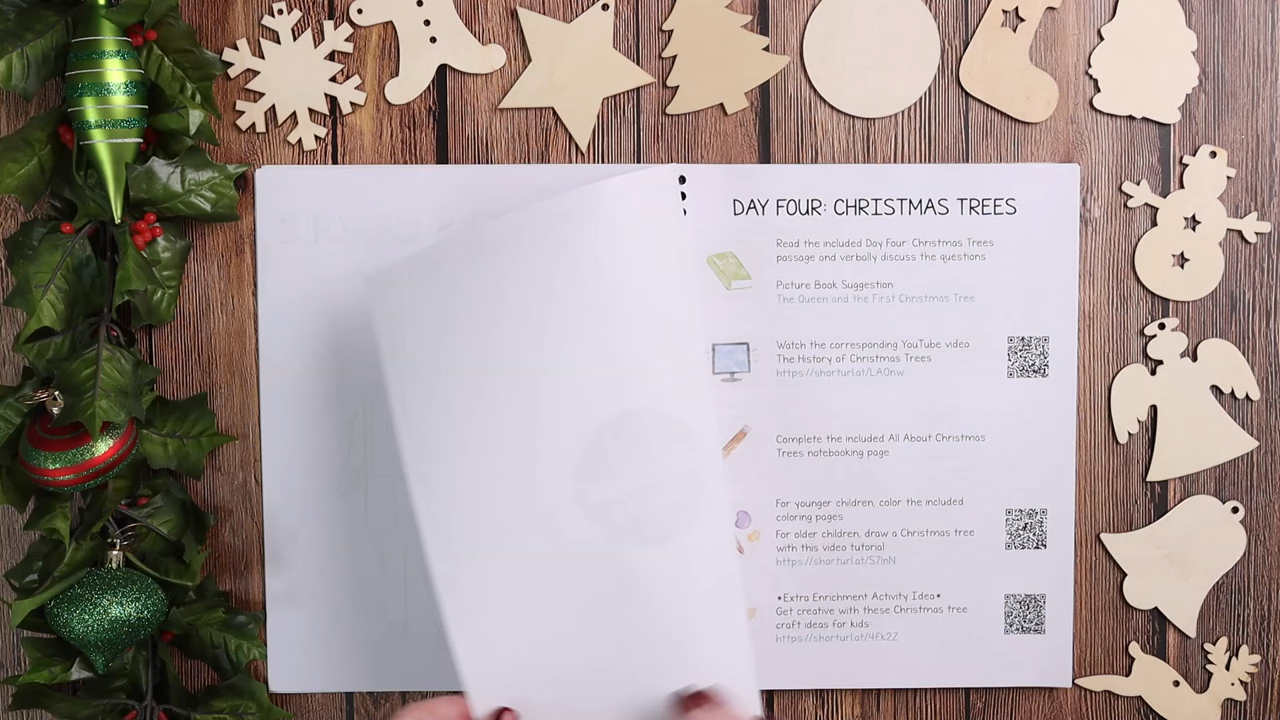 DAY FOUR: CHRISTMAS TREES
Read the included Day Four: Christmas Trees
passage and verbally discuss the questions
Picture Book Suggestion
The Queen and the First Christmas Tree
Watch the corresponding YouTube video
The History of Christmas Trees
https://shorturl.at/LAOnw
Complete the included All About Christmas
Trees notebooking page
For younger children, color the included
coloring pages
For older children, draw a Christmas tree
with this video tutorial:
https://shorturl.at/S7InN
*Extra Enrichment Activity Idea*
Get creative with these Christmas tree
craft ideas for kids:
https://shorturl.at/4fk2Z